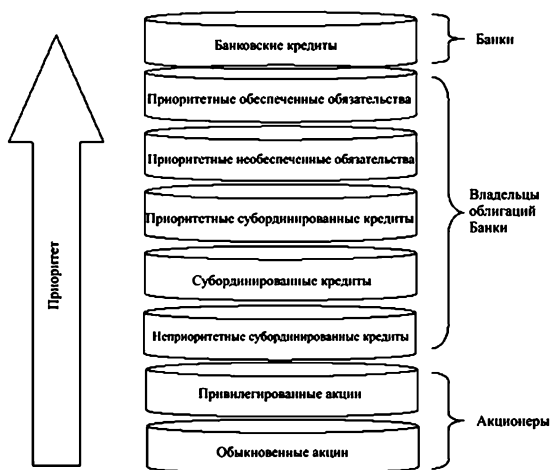 Приоритет
Банковские кредиты
Приоритетные обеспеченные обязательства
Приоритетные необеспеченные обязательства
Приоритетные субординированные кредиты
Субординированные кредиты
Неприоритетные субординированные кредиты
Привилегированные акции
Обыкновенные акции
Банки
Владельцы
облигаций
Банки
Акционеры